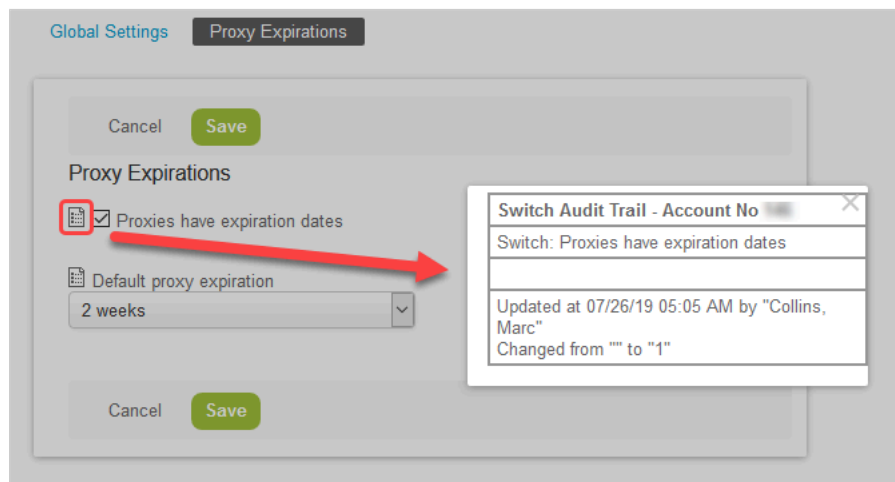 Global Settings Proxy Expirations
Cancel Save
Proxy Expirations
Proxies have expiration dates
Default proxy expiration
2 weeks
Cancel Save
Switch Audit Trail - Account No
Switch: Proxies have expiration dates
Updated at 07/26/19 05:05 AM by "Collins,
Marc"
Changed from "" to "1"